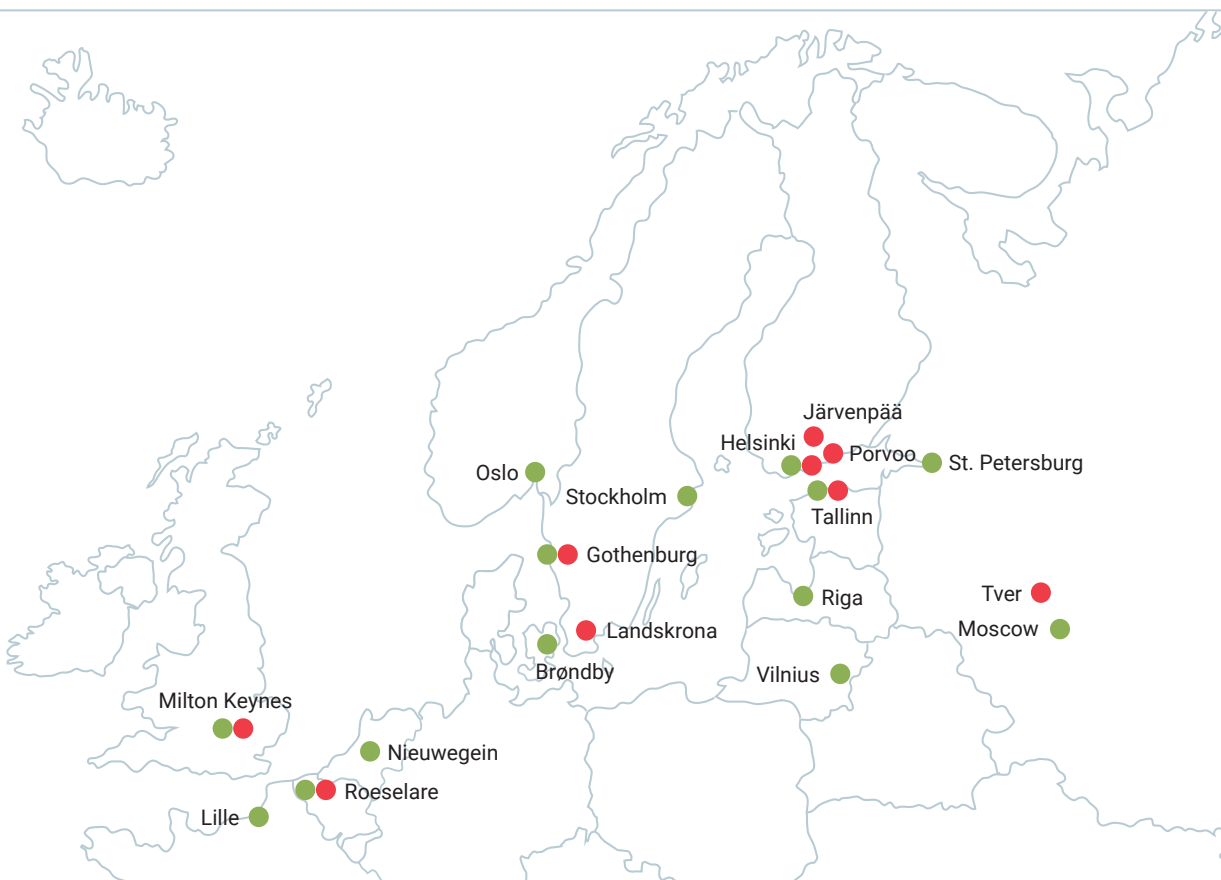 Järvenpää
Helsinki
Porvoo
St. Petersburg
Oslo
Stockholm
Tallinn
Gothenburg
Tver
Riga
Moscow
Landskrona
Brøndby
Vilnius
Milton Keynes
Nieuwegein
Roeselare
Lille